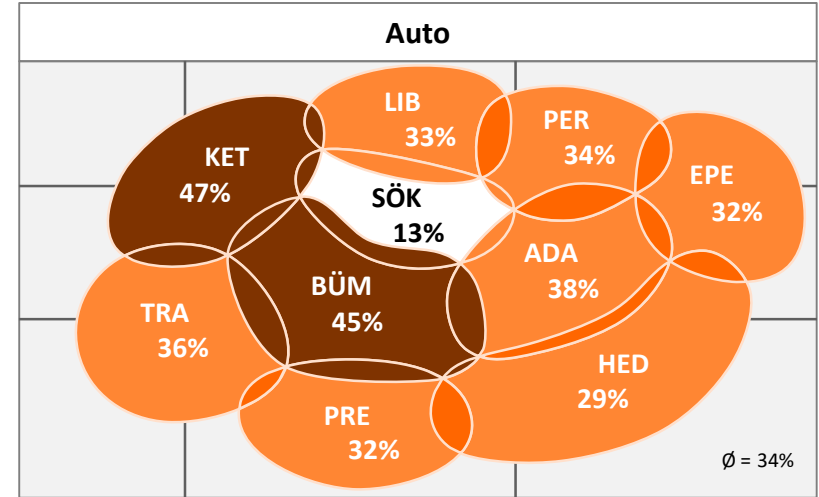 Auto
LIB
33%
PER
34%
KET
47%
EPE
32%
SÖK
13%
ADA
38%
BÜM
45%
TRA
36%
HED
29%
PRE
32%
Ø = 34%